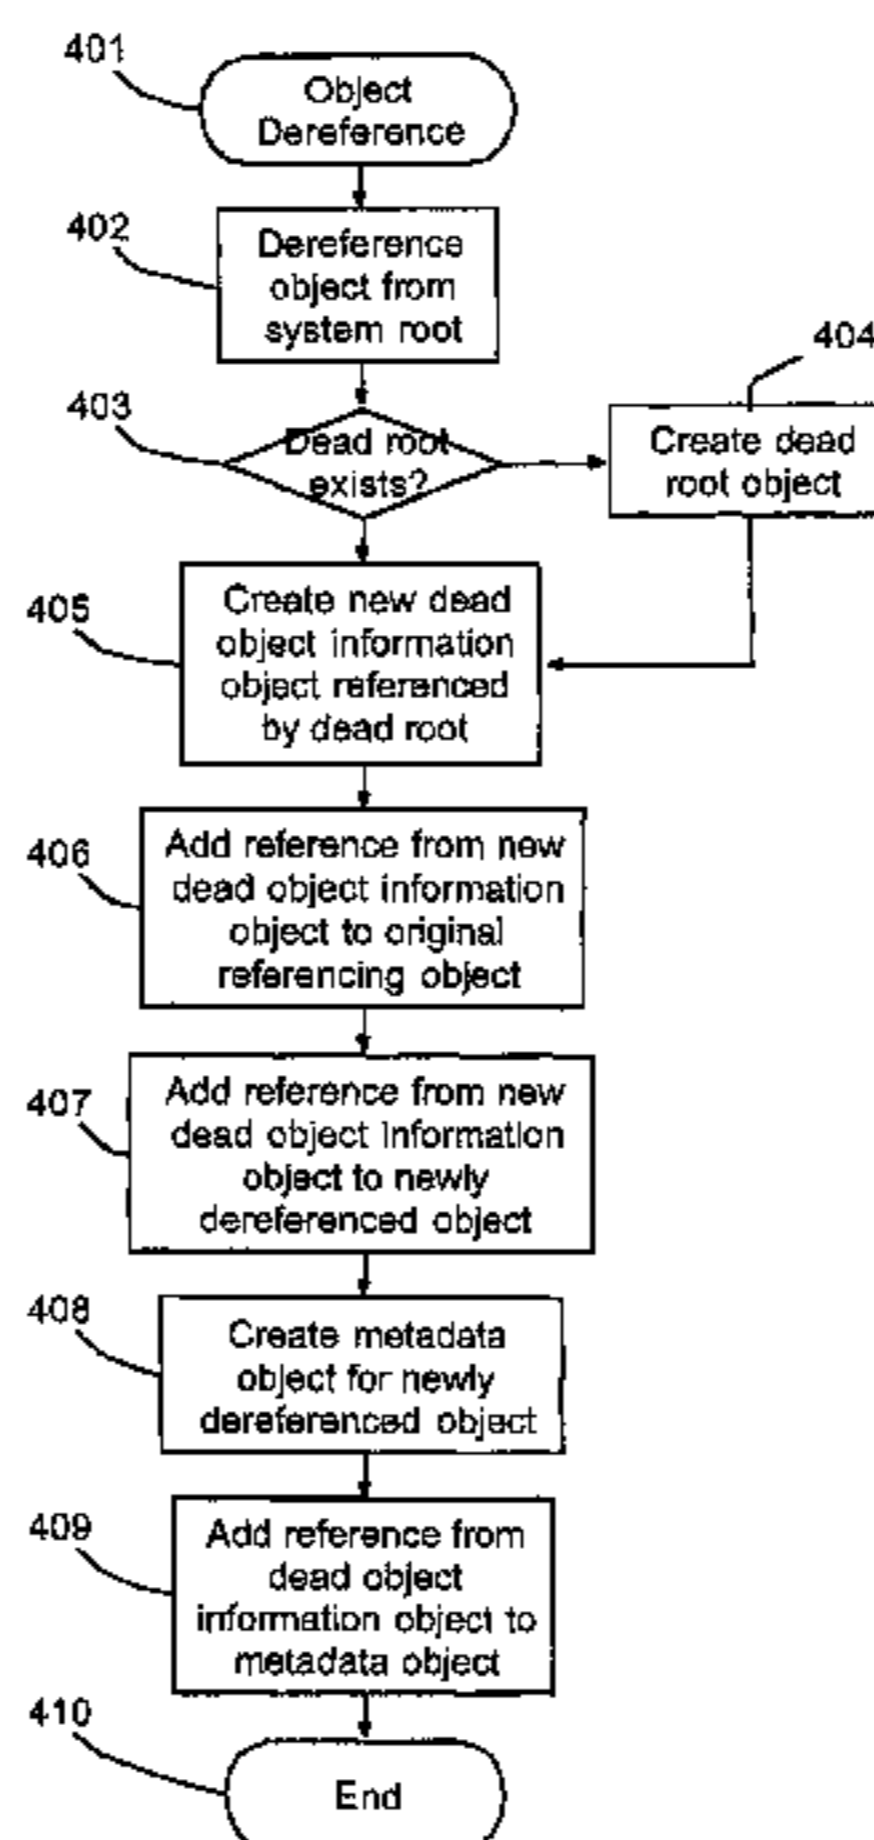 401
Object
Dereference
402
Dereference
object from
system root
403
Dead root
exists?
404
Create dead
root object
405
Create new dead
object information
object referenced
by dead root
406
Add reference from new
dead object information
object to original
referencing object
407
Add reference from new
dead object information
object to newly
dereferenced object
408
Create metadata
object for newly
dereferenced object
409
Add reference from
dead object
information object to
metadata object
410
End